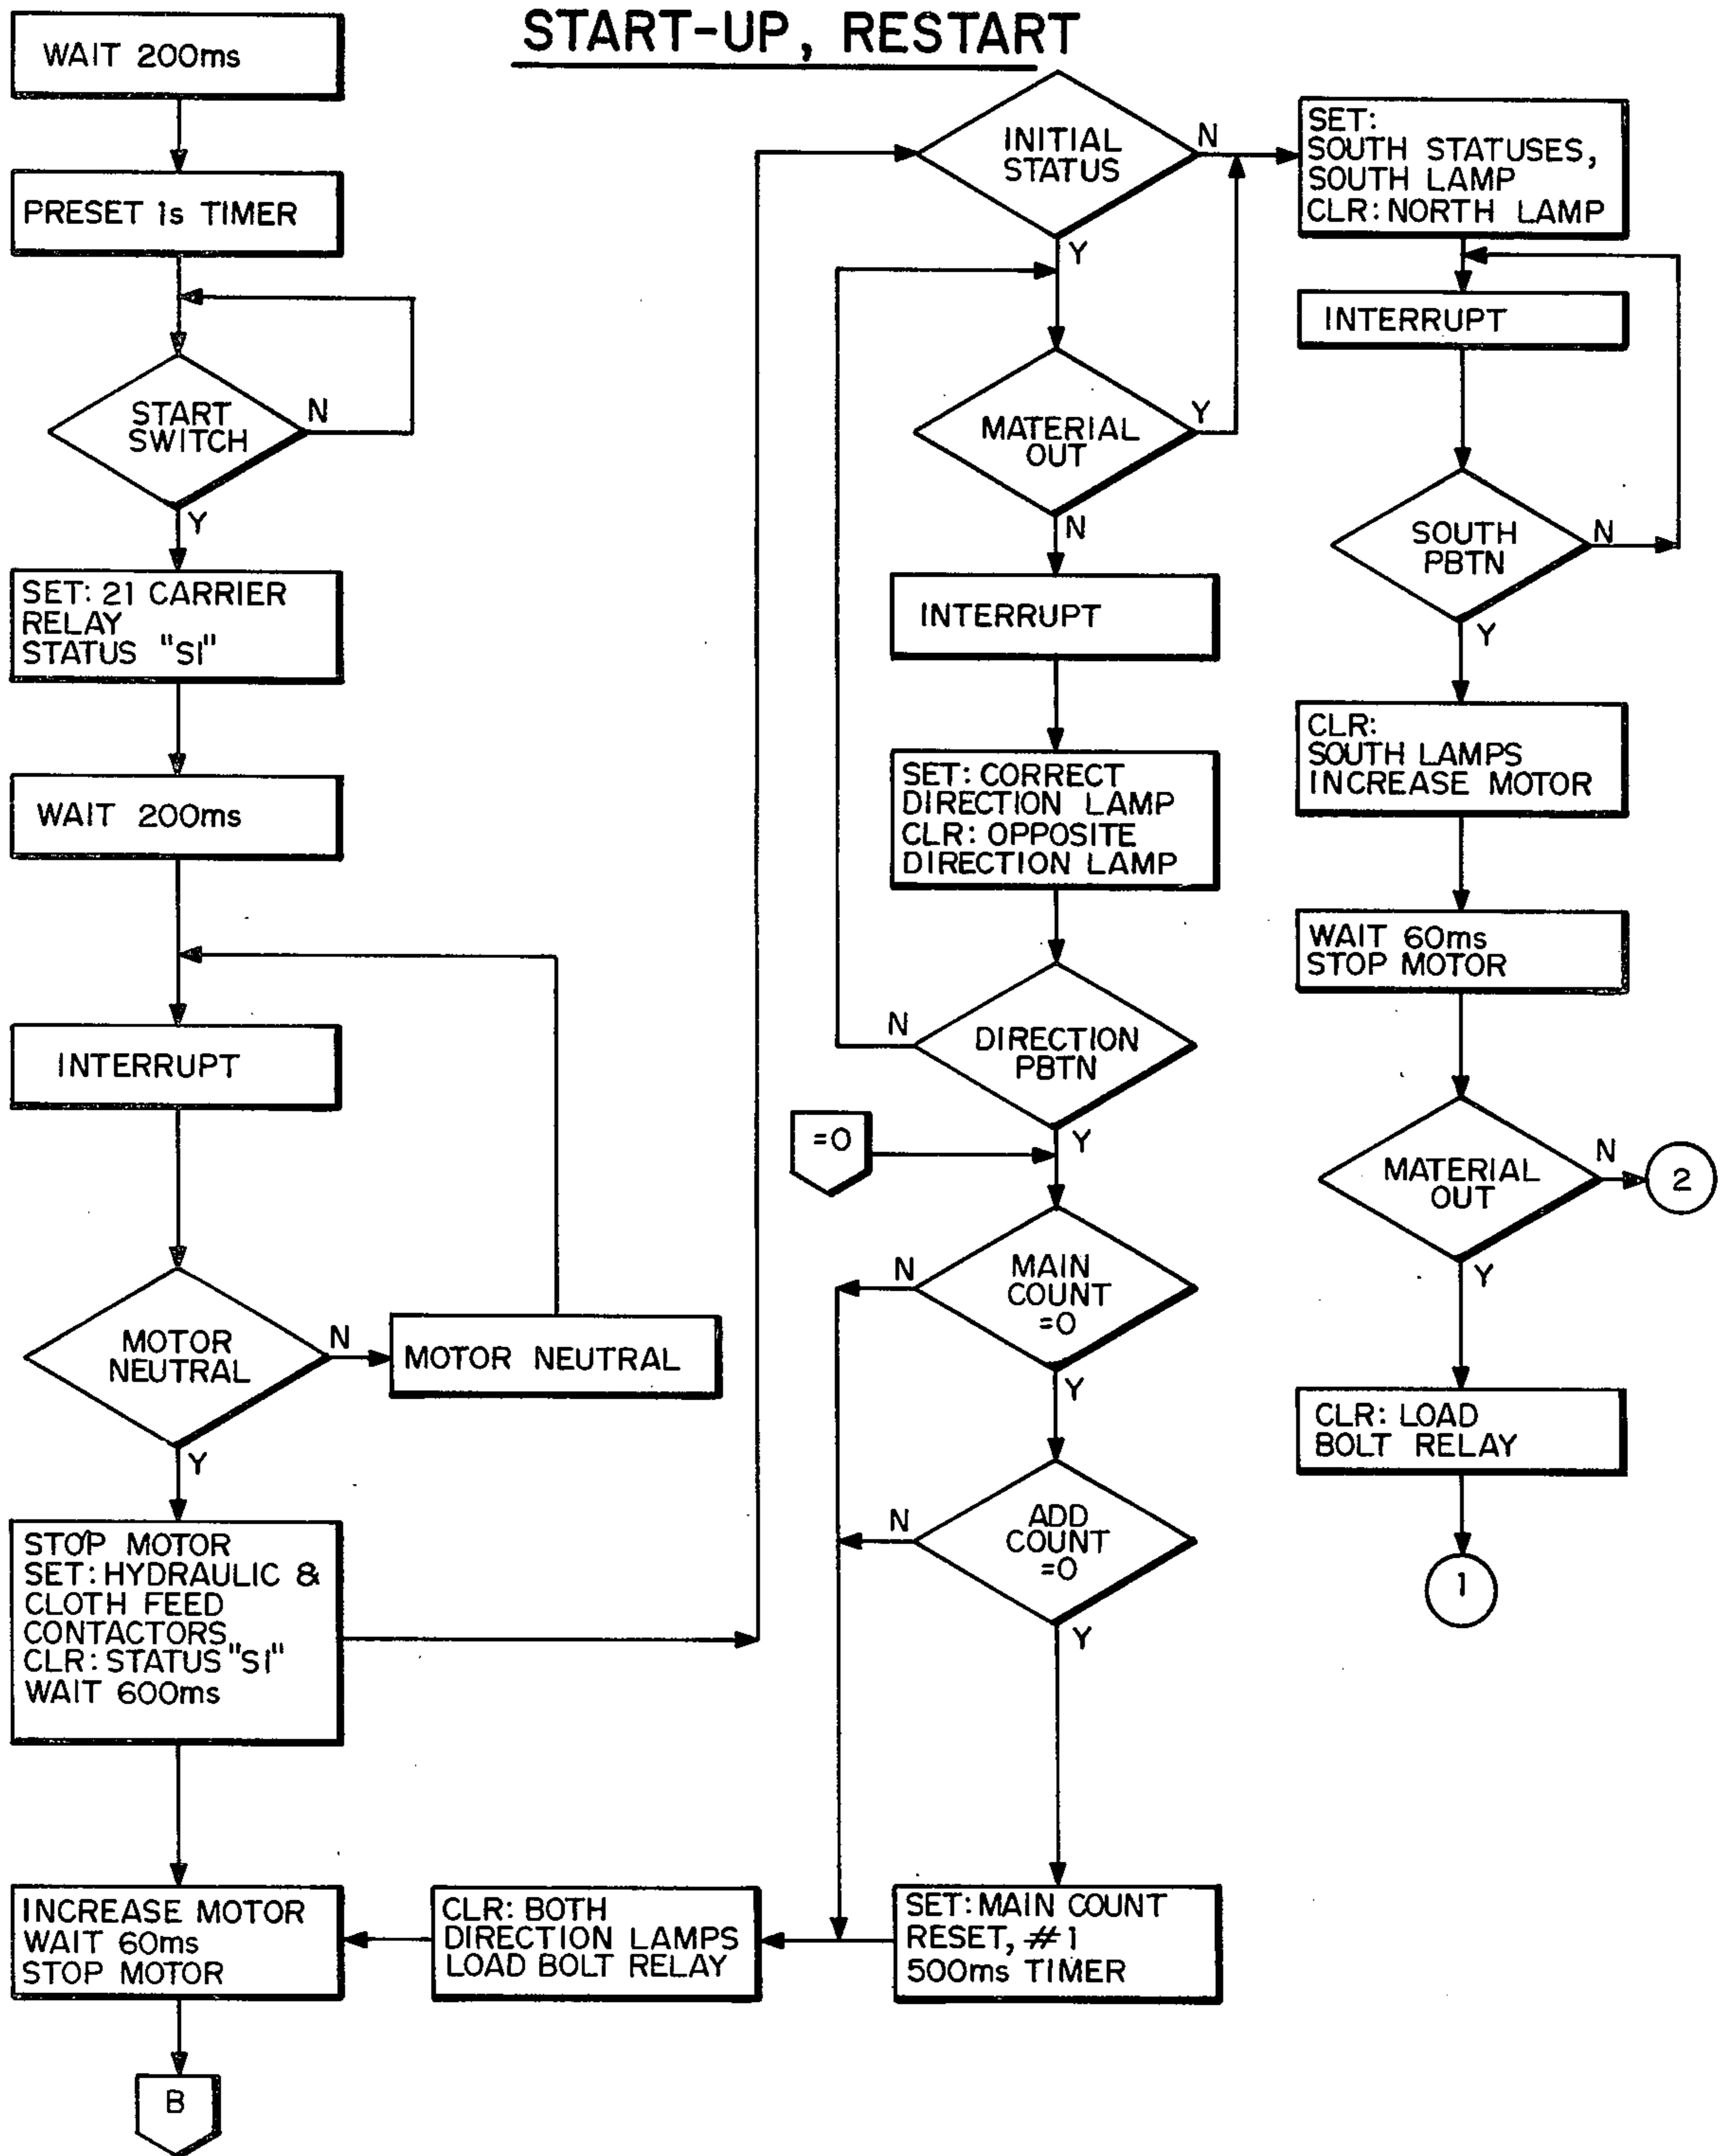 START-UP, RESTART
WAIT 200ms
PRESET 1s TIMER
START
SWITCH
N
Y
SET: 21 CARRIER
RELAY
STATUS "S1"
WAIT 200ms
INTERRUPT
MOTOR
NEUTRAL
N
MOTOR NEUTRAL
Y
STOP MOTOR
SET: HYDRAULIC &
CLOTH FEED
CONTACTORS
CLR: STATUS "S1"
WAIT 600ms
INCREASE MOTOR
WAIT 60ms
STOP MOTOR
B
INITIAL
STATUS
N
Y
MATERIAL
OUT
Y
N
INTERRUPT
SET: CORRECT
DIRECTION LAMP
CLR: OPPOSITE
DIRECTION LAMP
DIRECTION
PBTN
N
Y
=0
MAIN
COUNT
=0
N
Y
ADD
COUNT
=0
N
Y
SET: MAIN COUNT
RESET, #1
500ms TIMER
CLR: BOTH
DIRECTION LAMPS
LOAD BOLT RELAY
SET:
SOUTH STATUSES,
SOUTH LAMP
CLR: NORTH LAMP
INTERRUPT
SOUTH
PBTN
N
Y
CLR:
SOUTH LAMPS
INCREASE MOTOR
WAIT 60ms
STOP MOTOR
MATERIAL
OUT
N
2
Y
CLR: LOAD
BOLT RELAY
1